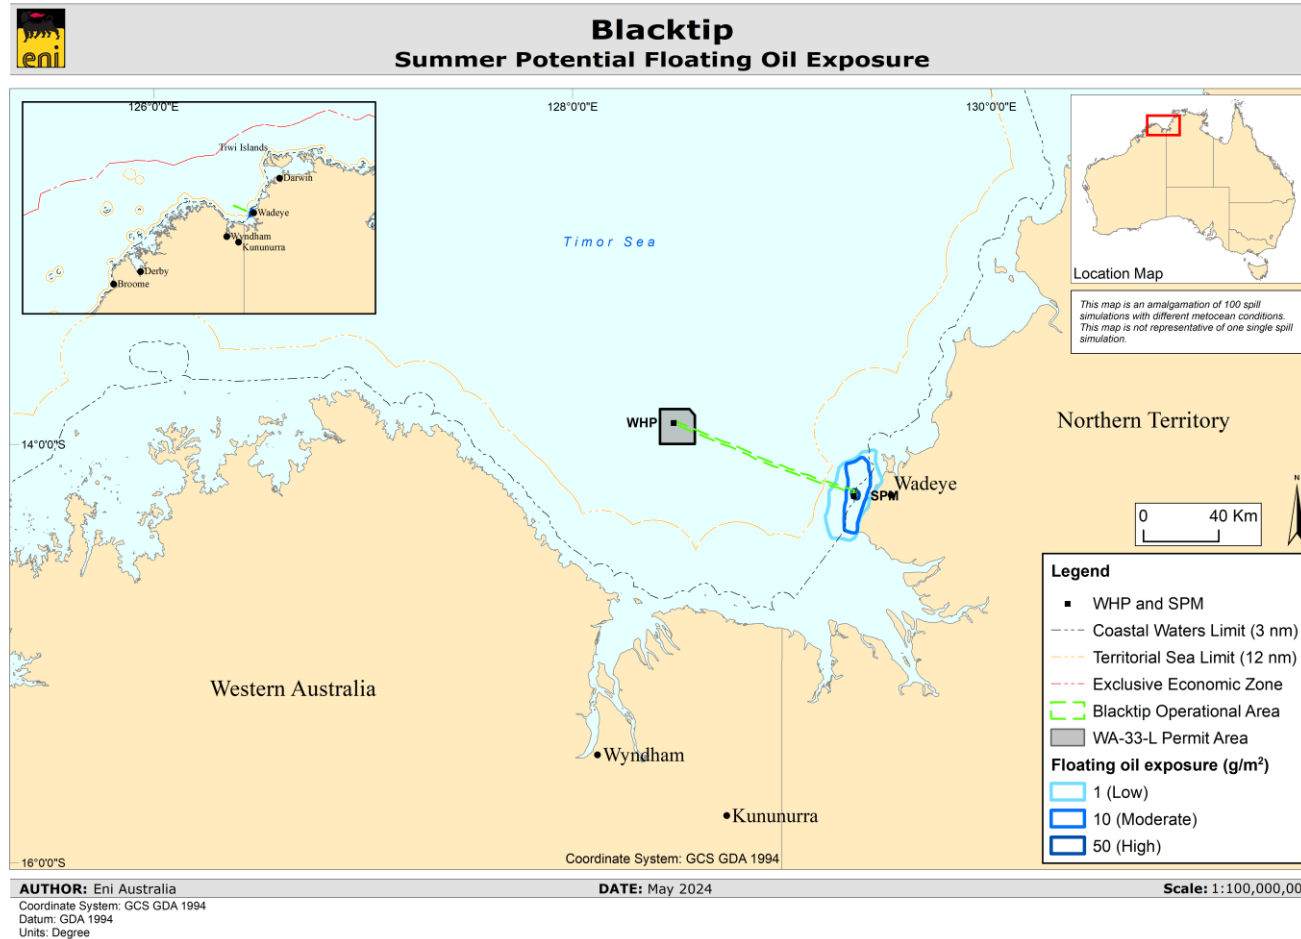 eni
Blacktip
Summer Potential Floating Oil Exposure
126°0'0"E
128°0'0"E
130°0'0"E
Tiwi Islands
Darwin
Wadeye
Wyndham
Kununurra
Derby
Broome
Timor Sea
Location Map
This map is an amalgamation of 100 spill
simulations with different metocean conditions.
This map is not representative of one single spill
simulation.
WHP
Northern Territory
14°0'0"S
Wadeye
SPM
N
0 40 Km
Legend
WHP and SPM
Coastal Waters Limit (3 nm)
Territorial Sea Limit (12 nm)
Exclusive Economic Zone
Blacktip Operational Area
WA-33-L Permit Area
Floating oil exposure (g/m²)
1 (Low)
10 (Moderate)
50 (High)
Western Australia
Wyndham
Kununurra
16°0'0"S
Coordinate System: GCS GDA 1994
AUTHOR: Eni Australia
DATE: May 2024
Scale: 1:100,000,00
Coordinate System: GCS GDA 1994
Datum: GDA 1994
Units: Degree